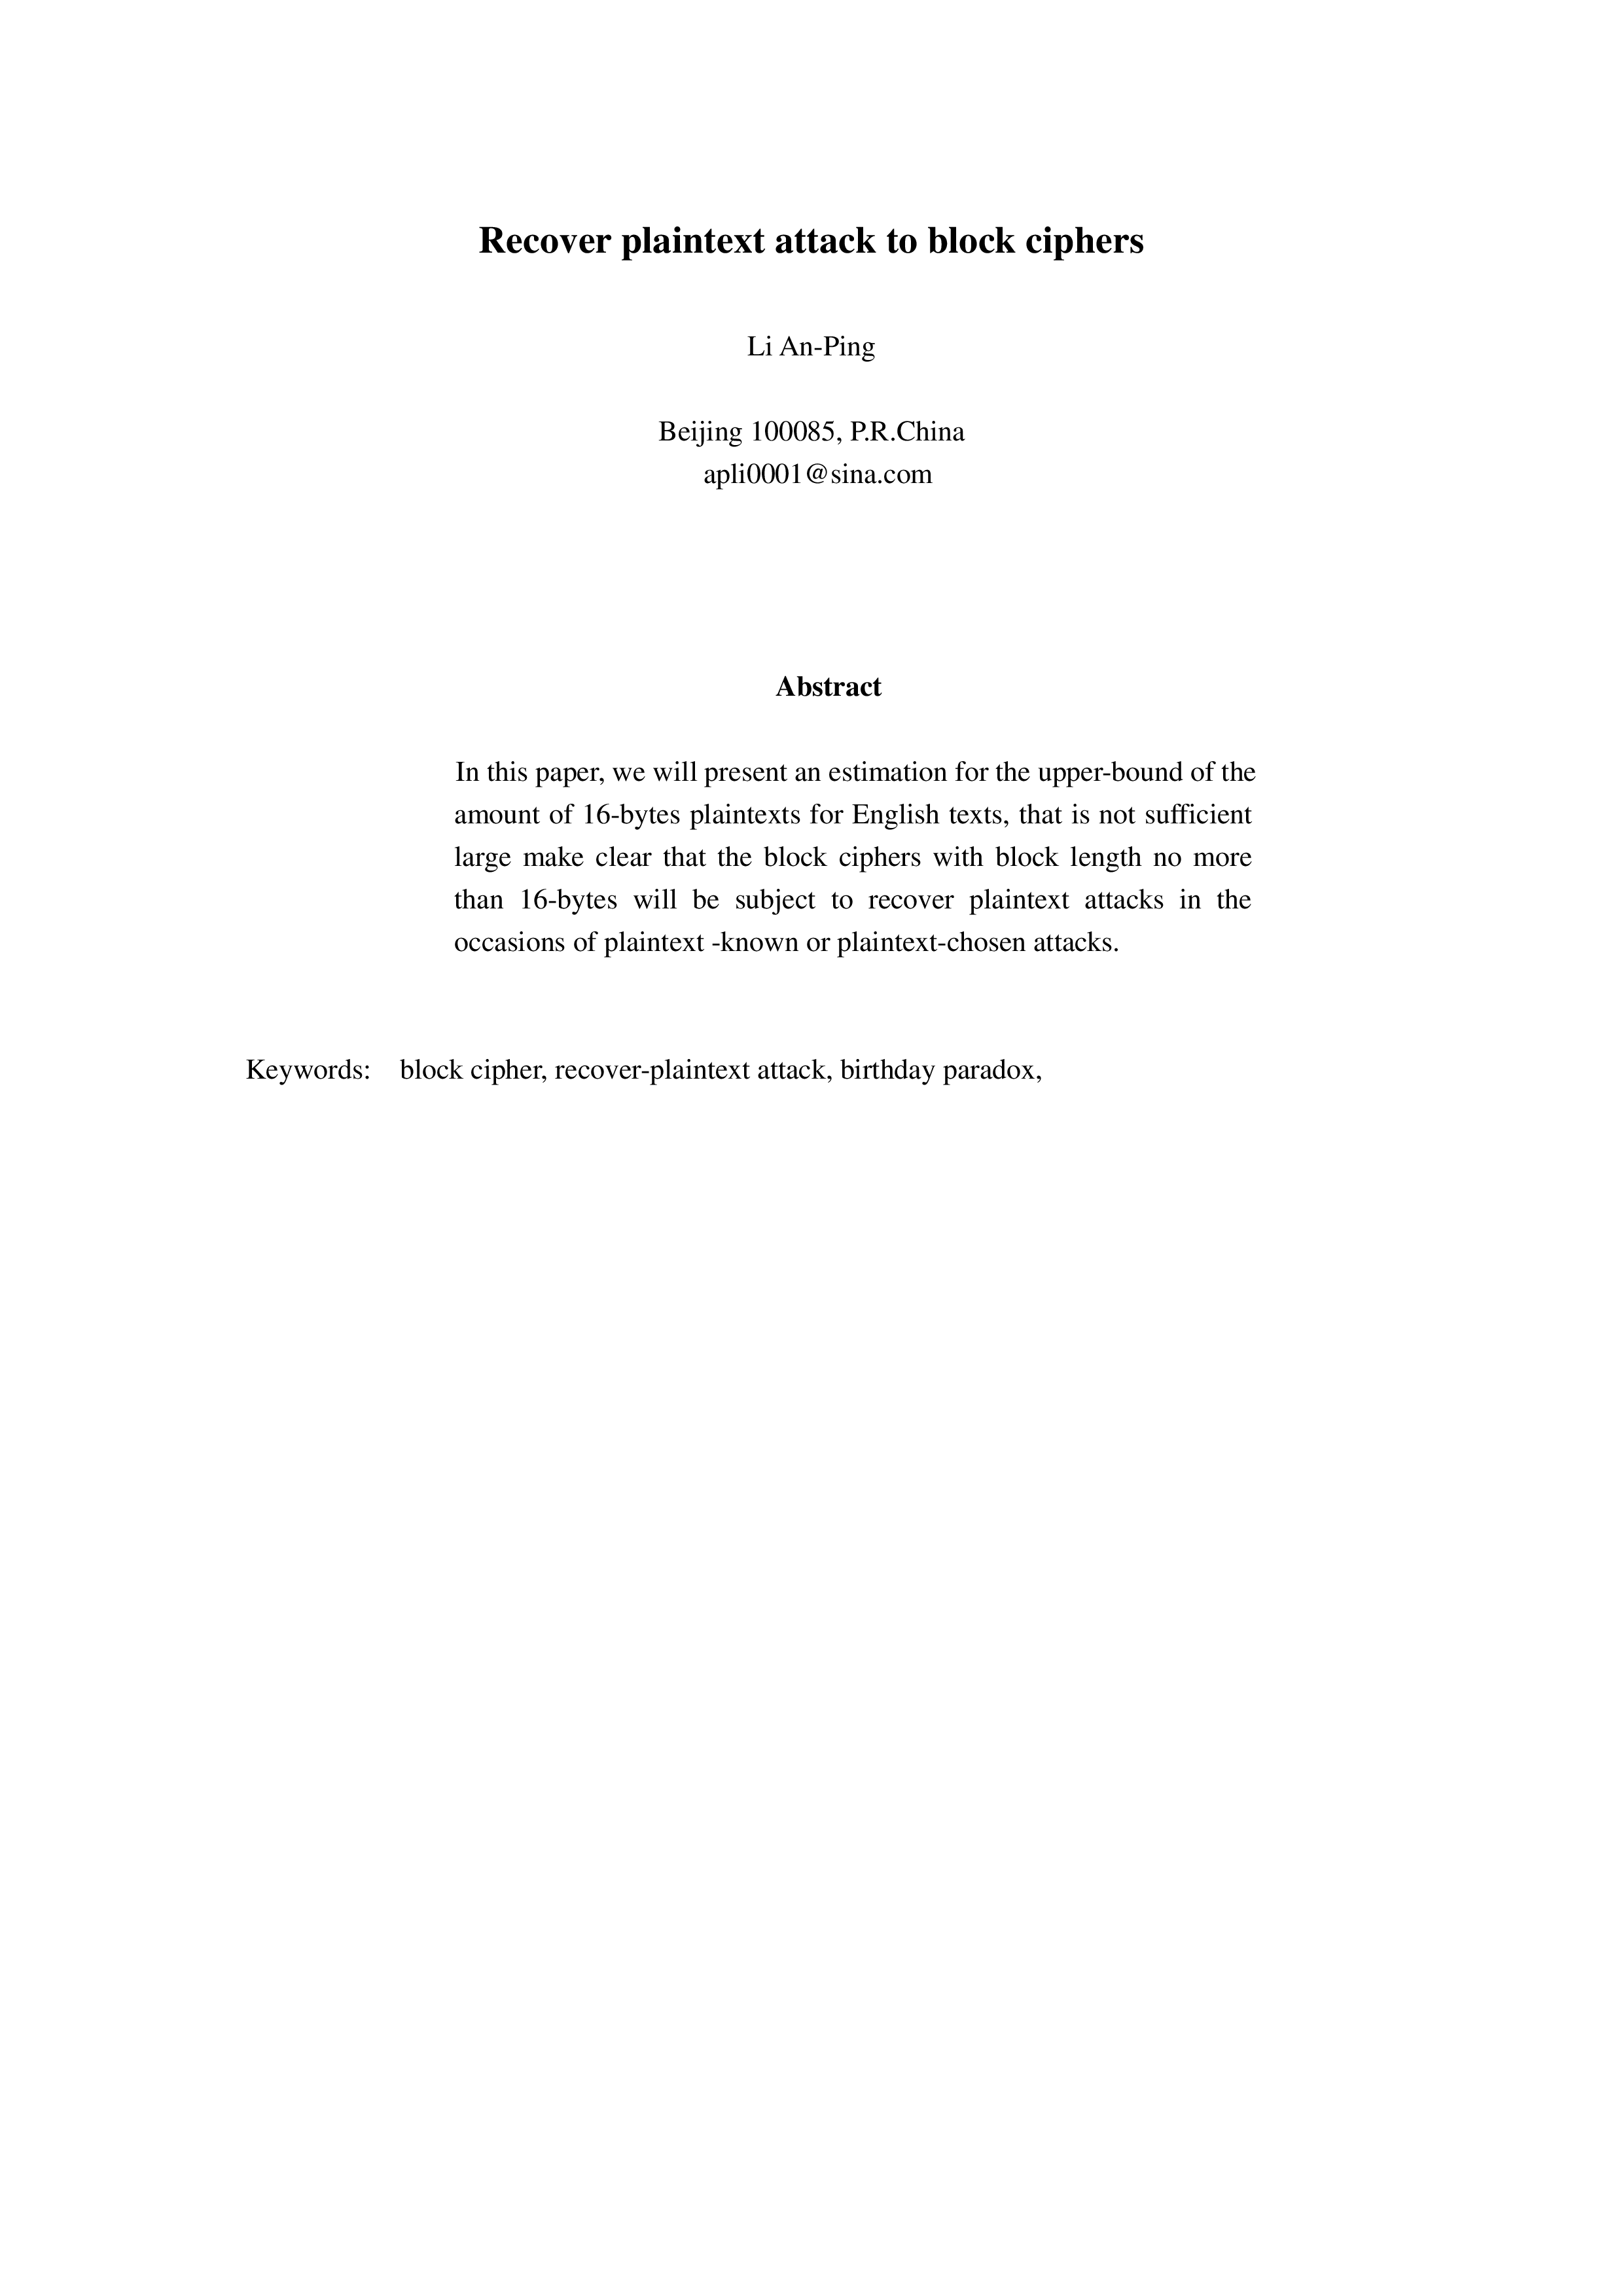 Recover plaintext attack to block ciphers
Li An-Ping
Beijing 100085, P.R.China
apli0001@sina.com
Abstract
In this paper, we will present an estimation for the upper-bound of the
amount of 16-bytes plaintexts for English texts, that is not sufficient
large make clear that the block ciphers with block length no more
than 16-bytes will be subject to recover plaintext attacks in the
occasions of plaintext -known or plaintext-chosen attacks.
Keywords: block cipher, recover-plaintext attack, birthday paradox,